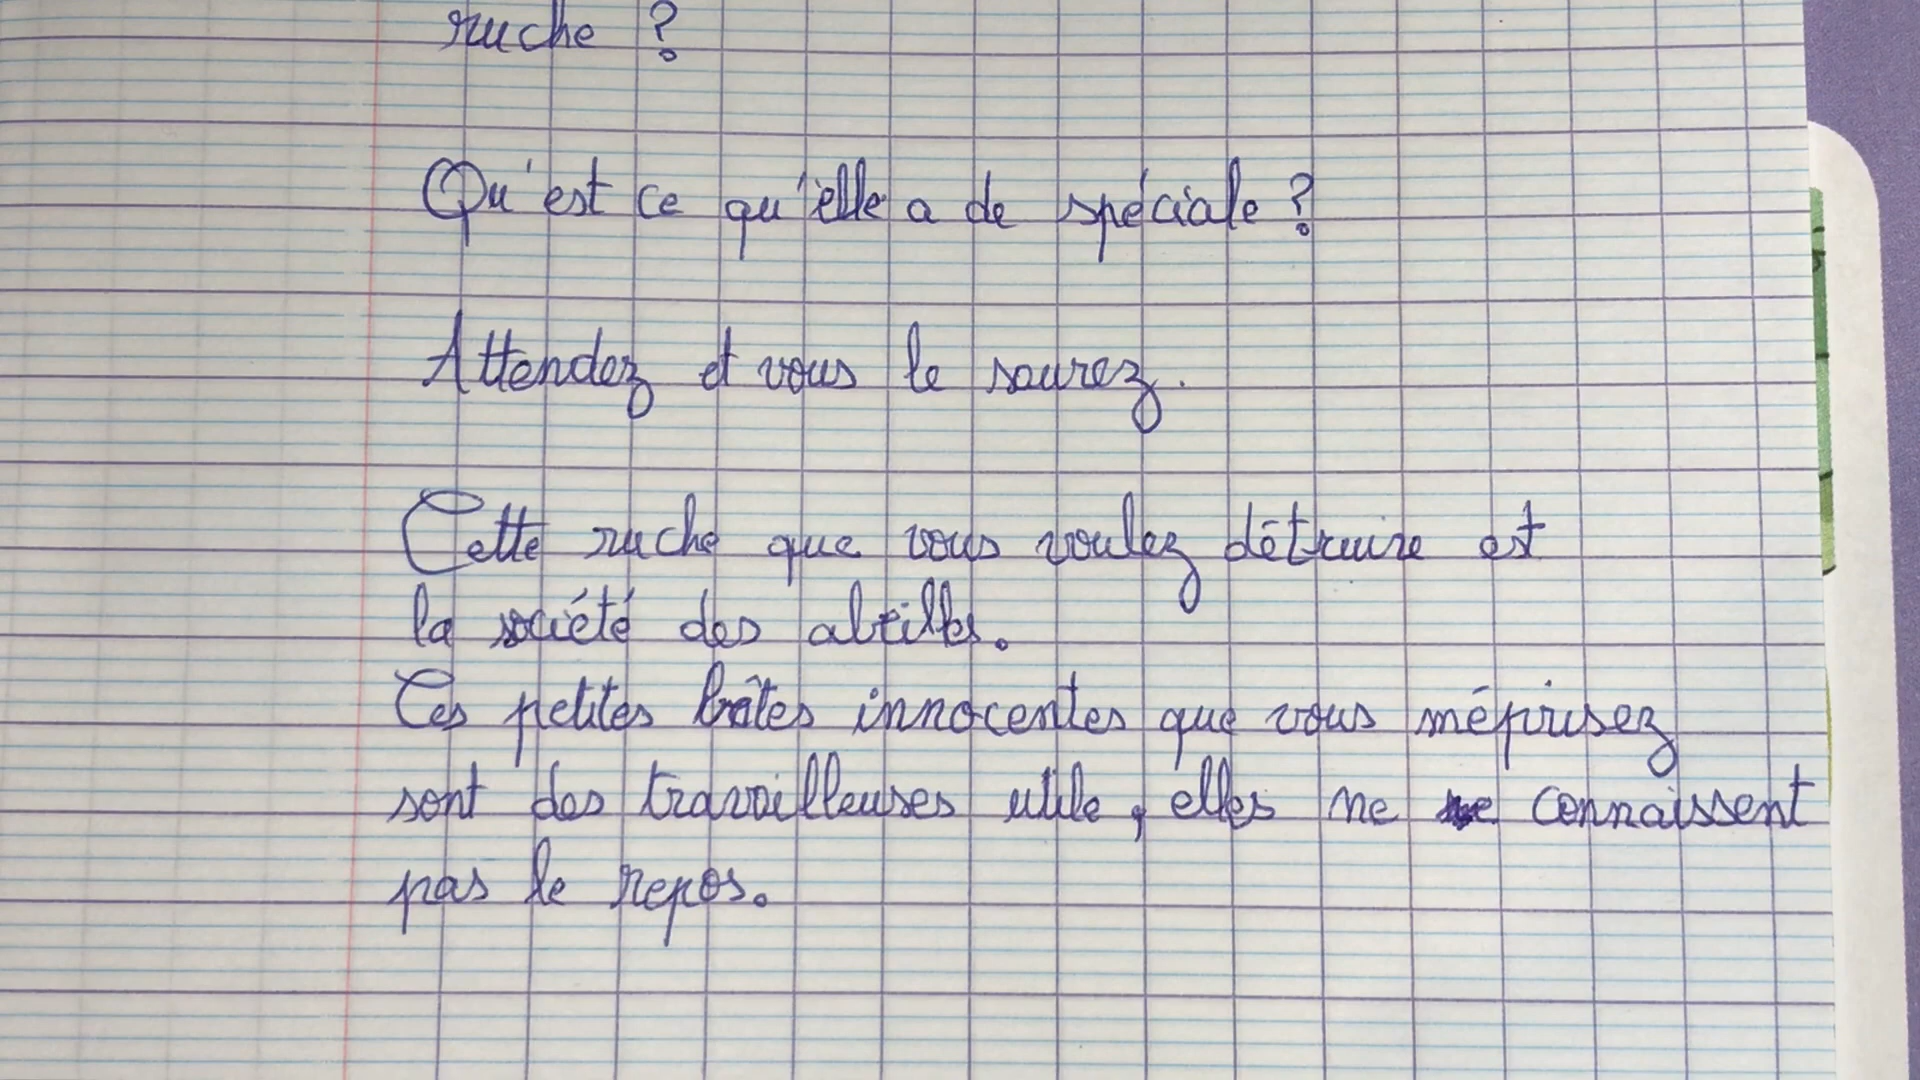 ruche ?
Qu'est ce qu'elle a de spéciale ?
Attendez et vous le saurez.
Cette ruche que vous voulez détruire est
la société des abeilles.
Ces petites bêtes innocentes que vous méprisez
sont des travailleuses utile, elles ne connaissent
pas le repos.